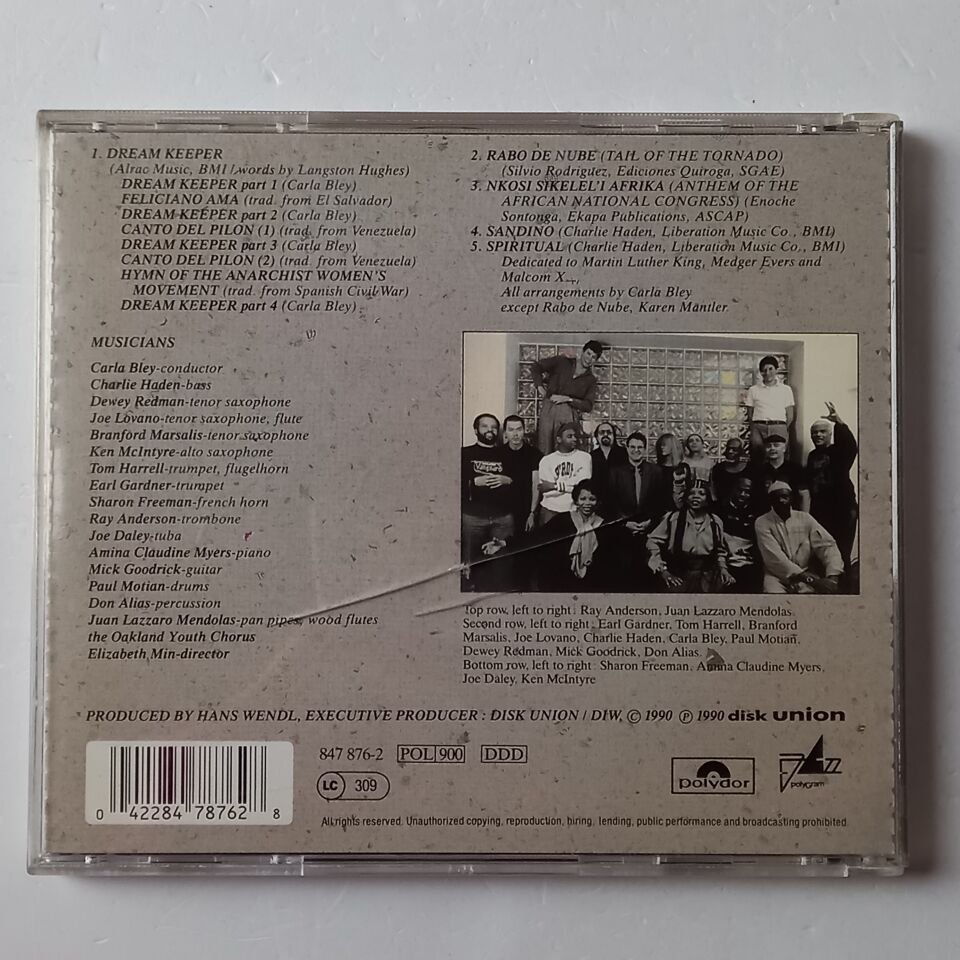 1. DREAM KEEPER
(Alrac Music, BMI / words by Langston Hughes)
DREAM KEEPER part 1 (Carla Bley)
FELICIANO AMA (trad. from El Salvador)
DREAM KEEPER part 2 (Carla Bley)
CANTO DEL PILON (1) (trad. from Venezuela)
DREAM KEEPER part 3 (Carla Bley)
CANTO DEL PILON (2) (trad. from Venezuela)
HYMN OF THE ANARCHIST WOMEN'S
MOVEMENT (trad. from Spanish Civil War)
DREAM KEEPER part 4 (Carla Bley)
2. RABO DE NUBE (TAIL OF THE TORNADO)
(Silvio Rodriguez, Ediciones Quiroga, SGAE)
3. NKOSI SIKELEL'I AFRIKA (ANTHEM OF THE
AFRICAN NATIONAL CONGRESS) (Enoche
Sontonga, Ekapa Publications, ASCAP)
4. SANDINO (Charlie Haden, Liberation Music Co., BMI)
5. SPIRITUAL (Charlie Haden, Liberation Music Co., BMI)
Dedicated to Martin Luther King, Medger Evers and
Malcom X.
All arrangements by Carla Bley
except Rabo de Nube, Karen Mantler
MUSICIANS
Carla Bley-conductor
Charlie Haden-bass
Dewey Redman-tenor saxophone
Joe Lovano-tenor saxophone, flute
Branford Marsalis-tenor saxophone
Ken McIntyre-alto saxophone
Tom Harrell-trumpet, flugelhorn
Earl Gardner-trumpet
Sharon Freeman-french horn
Ray Anderson-trombone
Joe Daley-tuba
Amina Claudine Myers-piano
Mick Goodrick-guitar
Paul Motian-drums
Don Alias-percussion
Juan Lazzaro Mendolas-pan pipes, wood flutes
the Oakland Youth Chorus
Elizabeth Min-director
Top row, left to right : Ray Anderson, Juan Lazzaro Mendolas
Second row, left to right : Earl Gardner, Tom Harrell, Branford
Marsalis, Joe Lovano, Charlie Haden, Carla Bley, Paul Motian,
Dewey Redman, Mick Goodrick, Don Alias.
Bottom row, left to right : Sharon Freeman, Amina Claudine Myers,
Joe Daley, Ken McIntyre
PRODUCED BY HANS WENDL, EXECUTIVE PRODUCER : DISK UNION / DIW, © 1990 ℗ 1990 disk union
0 42284 78762 8
847 876-2 POL 900 DDD
LC 309
polydor
JAZZ
polygram
All rights reserved. Unauthorized copying, reproduction, hiring, lending, public performance and broadcasting prohibited.